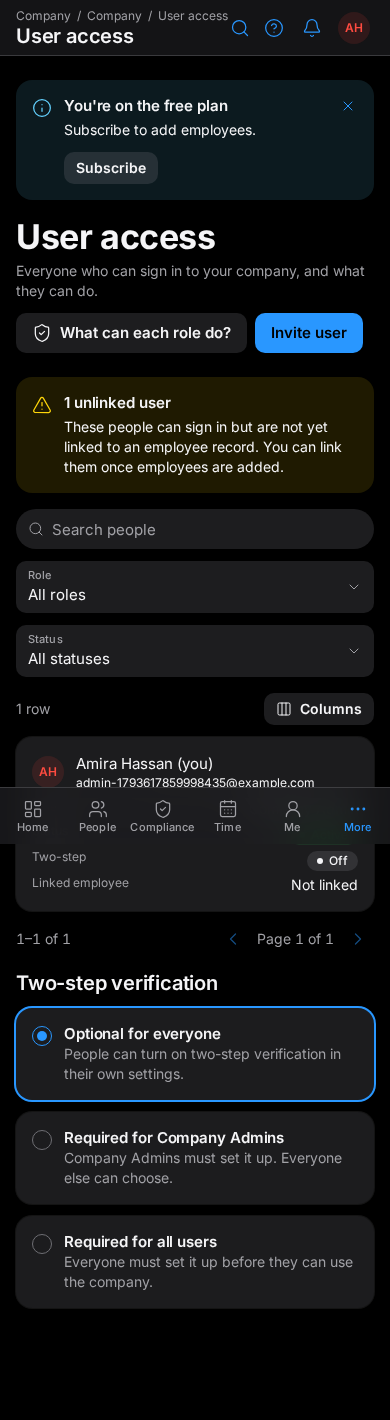 Company / Company / User access
User access
AH
You're on the free plan
Subscribe to add employees.
Subscribe
User access
Everyone who can sign in to your company, and what
they can do.
What can each role do?
Invite user
1 unlinked user
These people can sign in but are not yet
linked to an employee record. You can link
them once employees are added.
Search people
Role
All roles
Status
All statuses
1 row
Columns
AH
Amira Hassan (you)
admin-1793617859998435@example.com
Home
People
Compliance
Time
Me
More
Two-step
Off
Linked employee
Not linked
1–1 of 1
Page 1 of 1
Two-step verification
Optional for everyone
People can turn on two-step verification in
their own settings.
Required for Company Admins
Company Admins must set it up. Everyone
else can choose.
Required for all users
Everyone must set it up before they can use
the company.